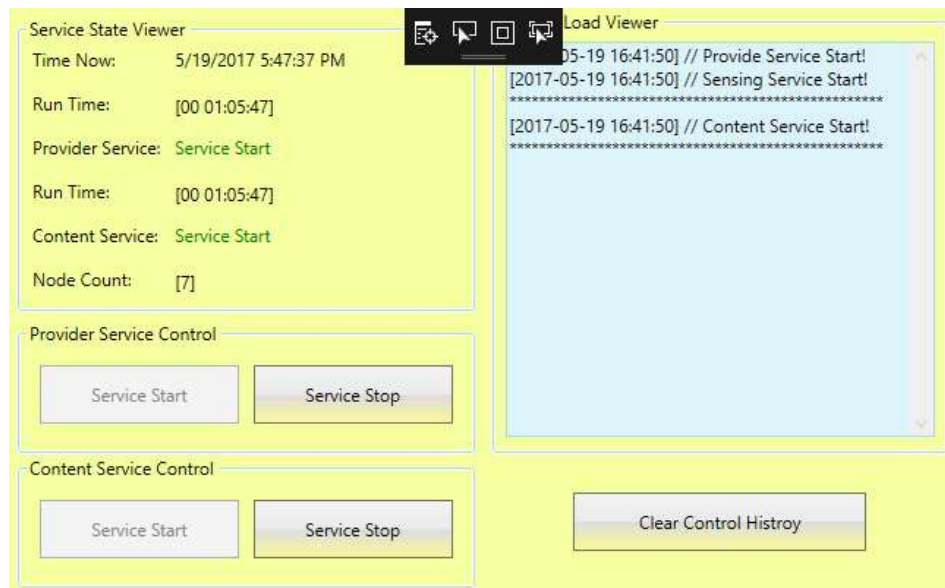 Service State Viewer
Time Now: 5/19/2017 5:47:37 PM
Run Time: [00 01:05:47]
Provider Service: Service Start
Run Time: [00 01:05:47]
Content Service: Service Start
Node Count: [7]
Provider Service Control
Service Start Service Stop
Content Service Control
Service Start Service Stop
Load Viewer
05-19 16:41:50] // Provide Service Start!
[2017-05-19 16:41:50] // Sensing Service Start!
**************************************************
[2017-05-19 16:41:50] // Content Service Start!
**************************************************
Clear Control Histroy